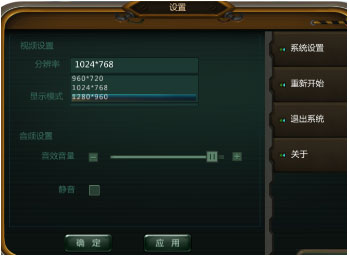 设置
视频设置
分辨率 1024*768
960*720
1024*768
显示模式 1280*960
音频设置
音效音量
静音
确定 应用
系统设置
重新开始
退出系统
关于